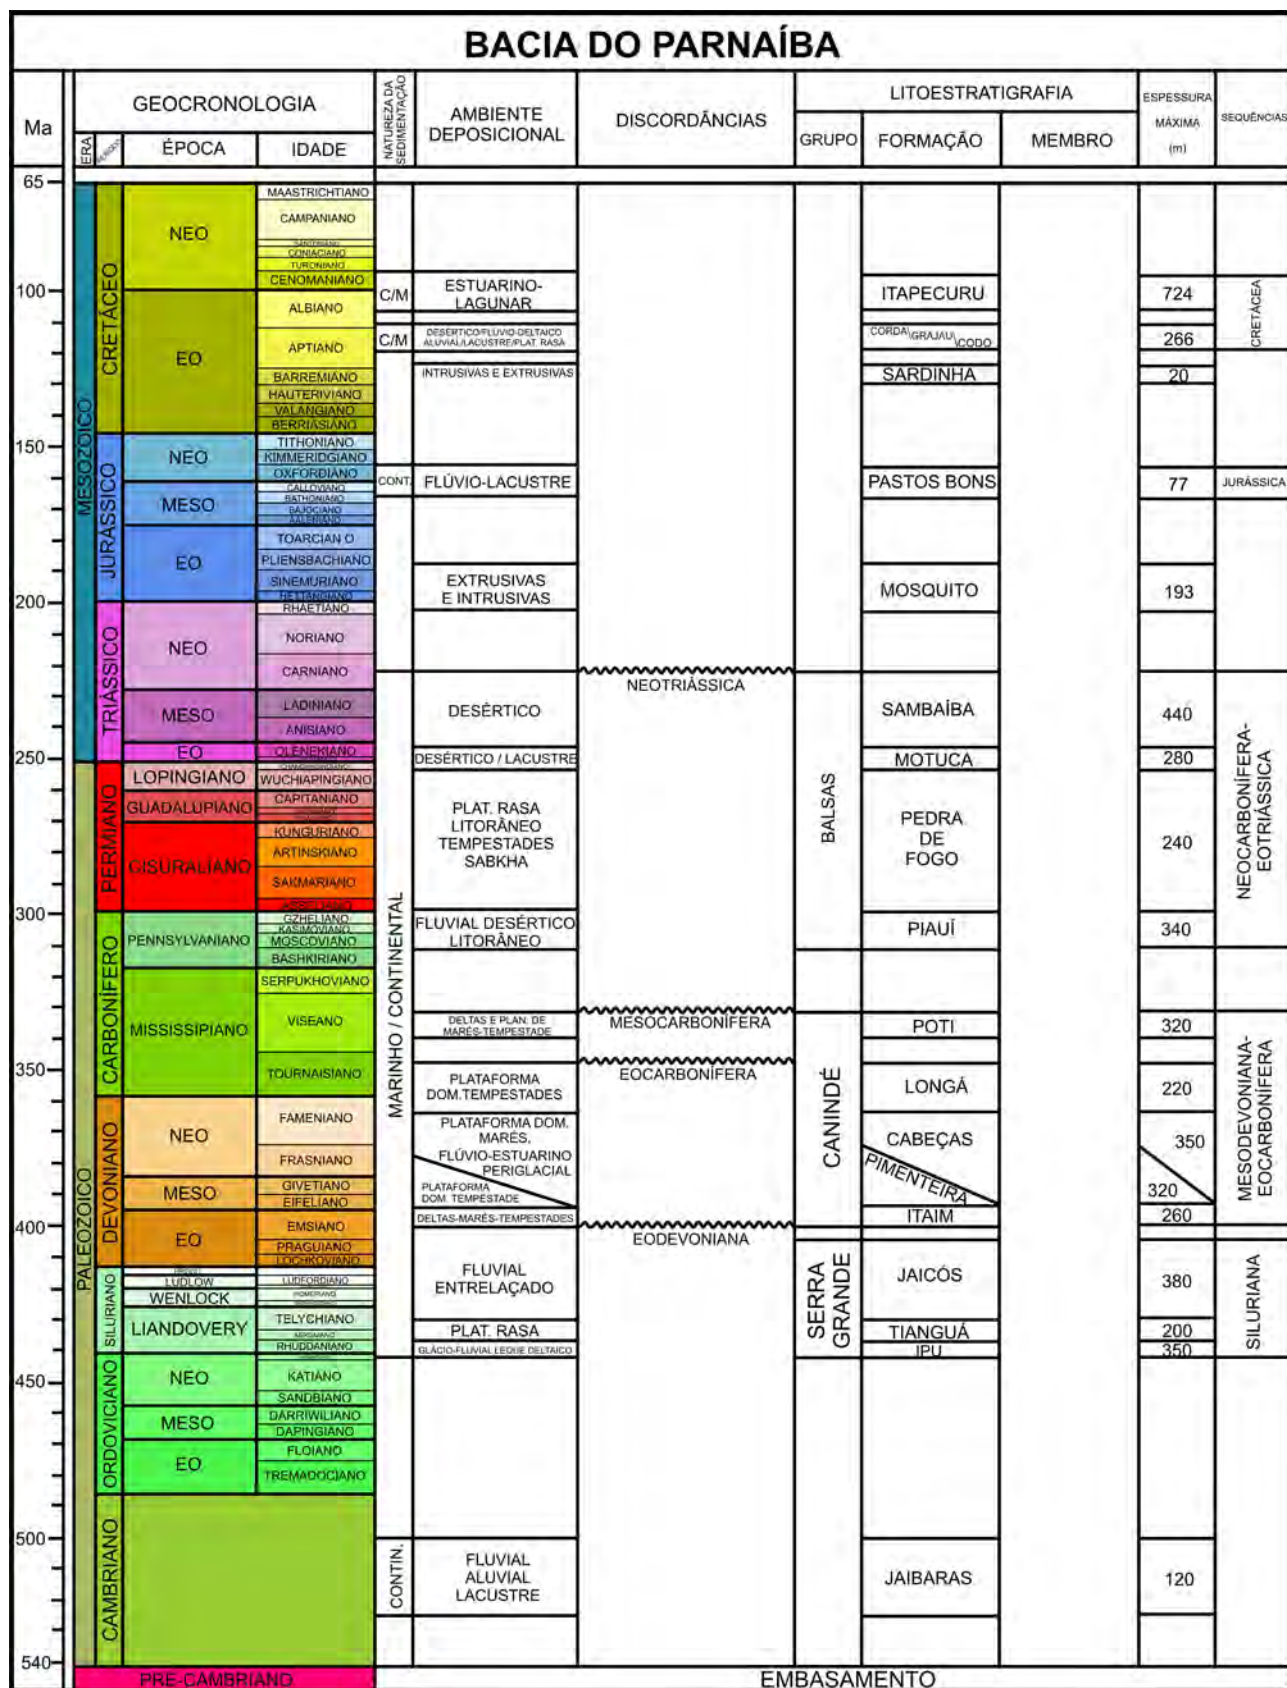 BACIA DO PARNAÍBA
Ma
GEOCRONOLOGIA
ERA
ÉPOCA
IDADE
NATUREZA DA
SEDIMENTAÇÃO
AMBIENTE
DEPOSICIONAL
DISCORDÂNCIAS
LITOESTRATIGRAFIA
GRUPO
FORMAÇÃO
MEMBRO
ESPESSURA
MÁXIMA
(m)
SEQUÊNCIAS
65
100
150
200
250
300
350
400
450
500
540
MESOZOICO
PALEOZOICO
CRETÁCEO
JURÁSSICO
TRIÁSSICO
PERMIANO
CARBONÍFERO
DEVONIANO
SILURIANO
ORDOVICIANO
CAMBRIANO
NEO
EO
NEO
MESO
EO
NEO
MESO
EO
LOPINGIANO
GUADALUPIANO
CISURALIANO
PENNSYLVANIANO
MISSISSIPIANO
NEO
MESO
EO
LUDLOW
WENLOCK
LIANDOVERY
NEO
MESO
EO
PRE-CAMBRIANO
MAASTRICHTIANO
CAMPANIANO
SANTONIANO
CONIACIANO
TURONIANO
CENOMANIANO
ALBIANO
APTIANO
BARREMIANO
HAUTERIVIANO
VALANGIANO
BERRIASIANO
TITHONIANO
KIMMERIDGIANO
OXFORDIANO
CALLOVIANO
BATHONIANO
BAJOCIANO
AALENIANO
TOARCIAN O
PLIENSBACHIANO
SINEMURIANO
HETTANGIANO
RHAETIANO
NORIANO
CARNIANO
LADINIANO
ANISIANO
OLENEKIANO
WUCHIAPINGIANO
CAPITANIANO
KUNGURIANO
ARTINSKIANO
SAKMARIANO
ASSELIANO
GZHELIANO
KASIMOVIANO
MOSCOVIANO
BASHKIRIANO
SERPUKHOVIANO
VISEANO
TOURNAISIANO
FAMENIANO
FRASNIANO
GIVETIANO
EIFELIANO
EMSIANO
PRAGUIANO
LOCHKOVIANO
LUDFORDIANO
TELYCHIANO
RHUDDANIANO
KATIANO
SANDBIANO
DARRIWILIANO
DAPINGIANO
FLOIANO
TREMADOCIANO
C/M
C/M
CONT.
MARINHO / CONTINENTAL
CONTIN.
ESTUARINO-
LAGUNAR
DESÉRTICO/FLÚVIO-DELTAICO
ALUVIAL/LACUSTRE/PLAT. RASA
INTRUSIVAS E EXTRUSIVAS
FLÚVIO-LACUSTRE
EXTRUSIVAS
E INTRUSIVAS
DESÉRTICO
DESÉRTICO / LACUSTRE
PLAT. RASA
LITORÂNEO
TEMPESTADES
SABKHA
FLUVIAL DESÉRTICO
LITORÂNEO
DELTAS E PLAN. DE
MARÉS-TEMPESTADE
PLATAFORMA
DOM.TEMPESTADES
PLATAFORMA DOM.
MARÉS.
FLÚVIO-ESTUARINO
PERIGLACIAL
PLATAFORMA
DOM. TEMPESTADE
DELTAS-MARÉS-TEMPESTADES
FLUVIAL
ENTRELAÇADO
PLAT. RASA
GLÁCIO-FLUVIAL LEQUE DELTAICO
FLUVIAL
ALUVIAL
LACUSTRE
NEOTRIÁSSICA
MESOCARBONÍFERA
EOCARBONÍFERA
EODEVONIANA
BALSAS
CANINDÉ
SERRA
GRANDE
ITAPECURU
CORDA\GRAJAÚ\CODÓ
SARDINHA
PASTOS BONS
MOSQUITO
SAMBAÍBA
MOTUCA
PEDRA
DE
FOGO
PIAUÍ
POTI
LONGÁ
CABEÇAS
PIMENTEIRA
ITAIM
JAICÓS
TIANGUÁ
IPU
JAIBARAS
724
266
20
77
193
440
280
240
340
320
220
350
320
260
380
200
350
120
CRETÁCEA
JURÁSSICA
NEOCARBONÍFERA-
EOTRIÁSSICA
MESODEVONIANA-
EOCARBONÍFERA
SILURIANA
EMBASAMENTO